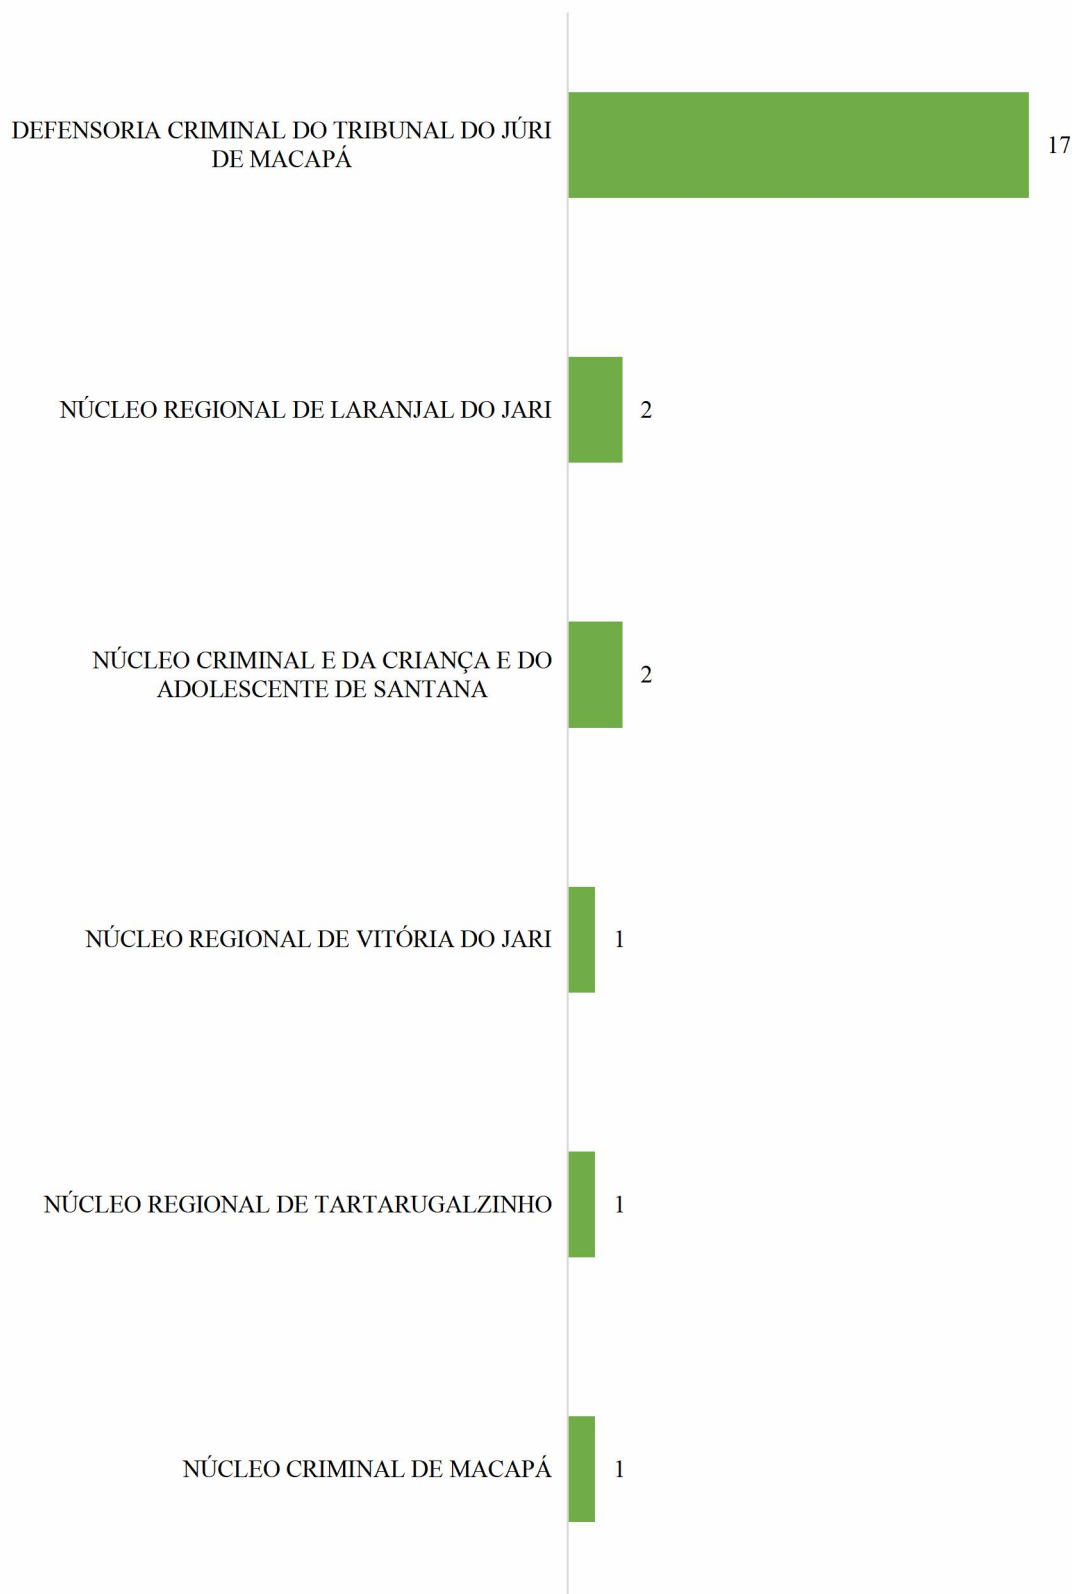 DEFENSORIA CRIMINAL DO TRIBUNAL DO JÚRI
DE MACAPÁ
17
NÚCLEO REGIONAL DE LARANJAL DO JARI
2
NÚCLEO CRIMINAL E DA CRIANÇA E DO
ADOLESCENTE DE SANTANA
2
NÚCLEO REGIONAL DE VITÓRIA DO JARI
1
NÚCLEO REGIONAL DE TARTARUGALZINHO
1
NÚCLEO CRIMINAL DE MACAPÁ
1